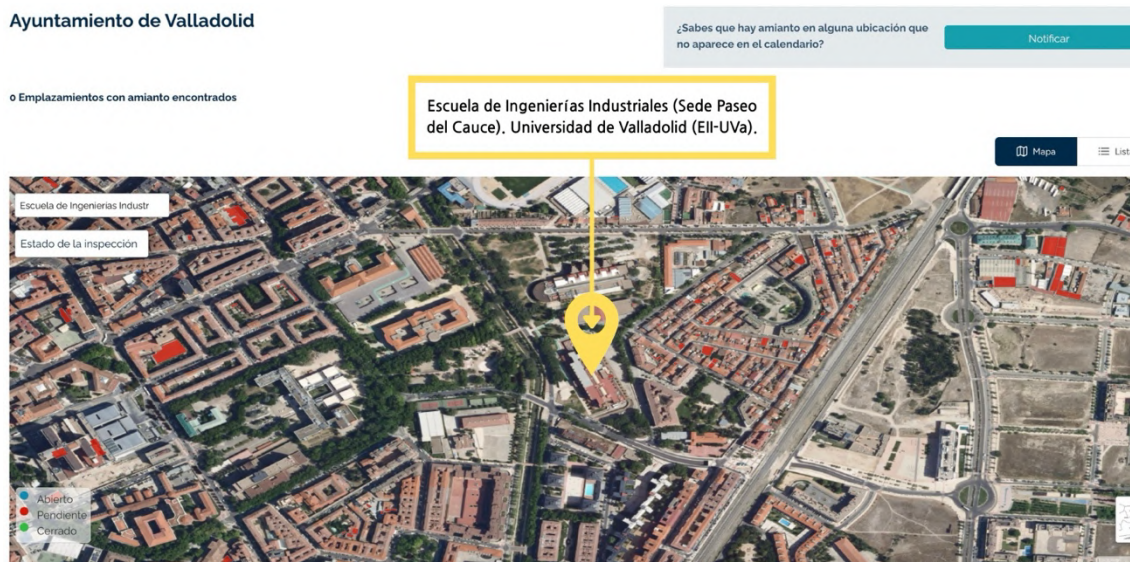 Ayuntamiento de Valladolid
¿Sabes que hay amianto en alguna ubicación que
no aparece en el calendario?
Notificar
0 Emplazamientos con amianto encontrados
Escuela de Ingenierías Industriales (Sede Paseo
del Cauce). Universidad de Valladolid (EII-UVa).
Mapa
List
Escuela de Ingenierias Industr
Estado de la inspección
Abierto
Pendiente
Cerrado